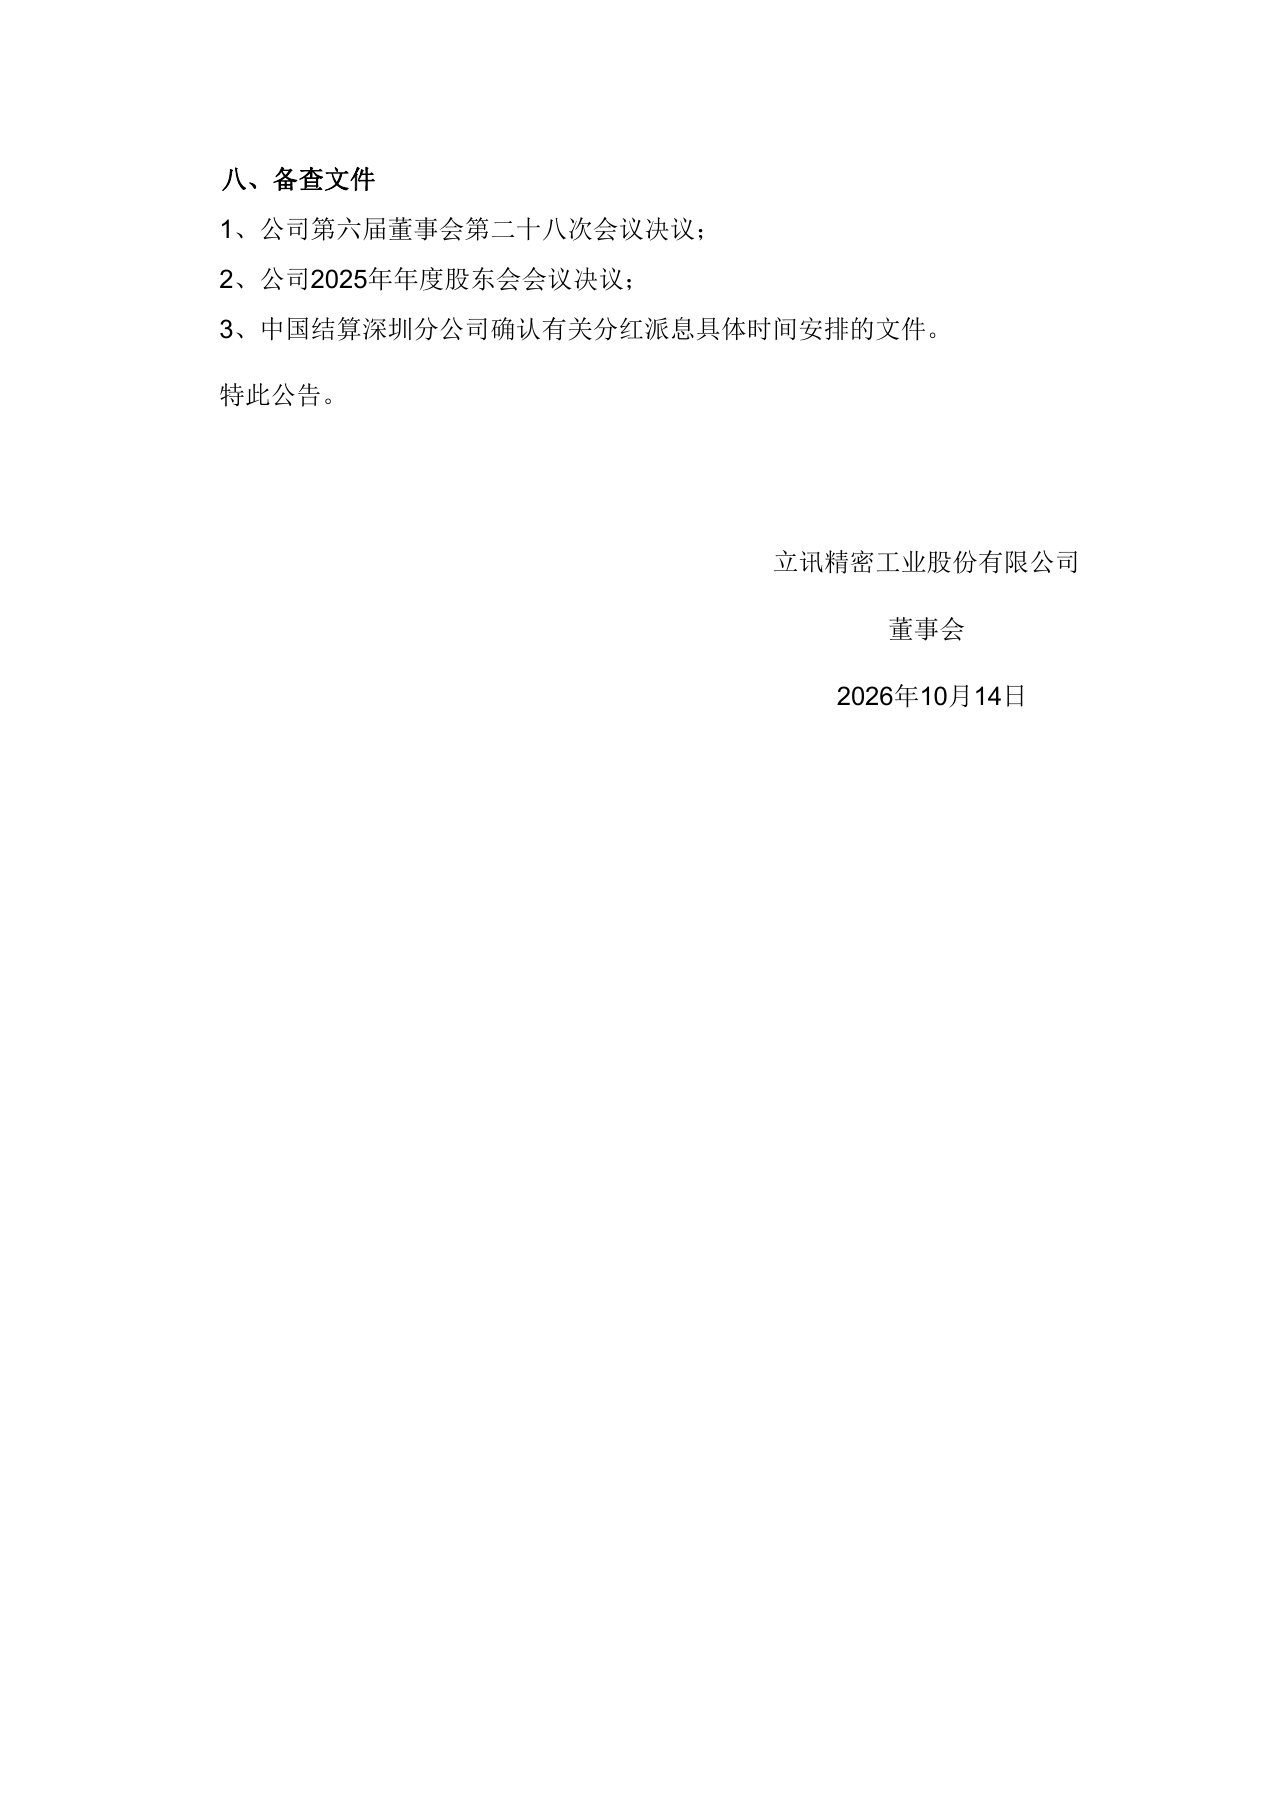 八、备查文件
1、公司第六届董事会第二十八次会议决议；
2、公司2025年年度股东会会议决议；
3、中国结算深圳分公司确认有关分红派息具体时间安排的文件。
特此公告。
立讯精密工业股份有限公司
董事会
2026年10月14日